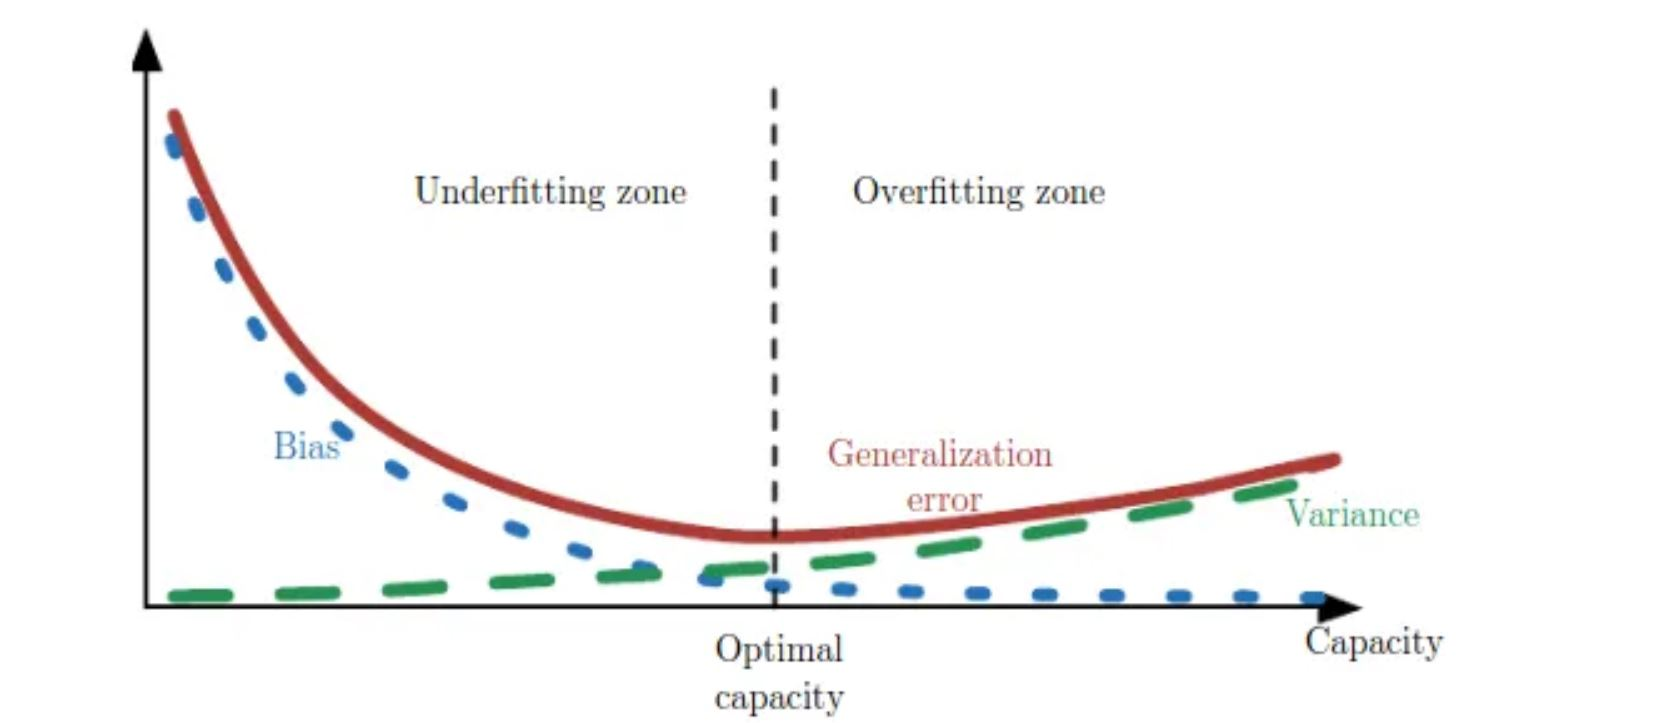 Underfitting zone
Overfitting zone
Bias
Generalization
error
Variance
Optimal
capacity
Capacity